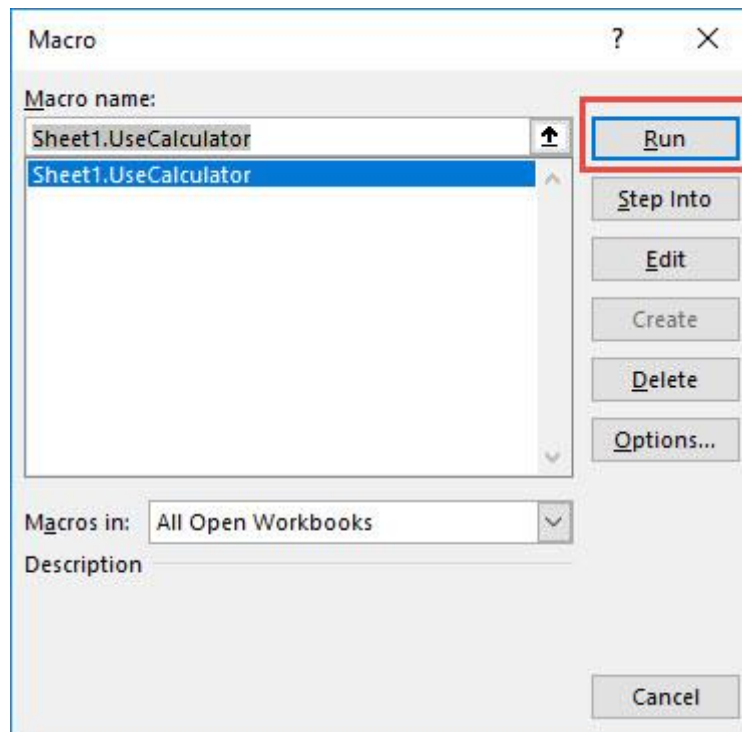 Macro
? X
Macro name:
Sheet1.UseCalculator
Run
Sheet1.UseCalculator
Step Into
Edit
Create
Delete
Options...
Macros in: All Open Workbooks
Description
Cancel